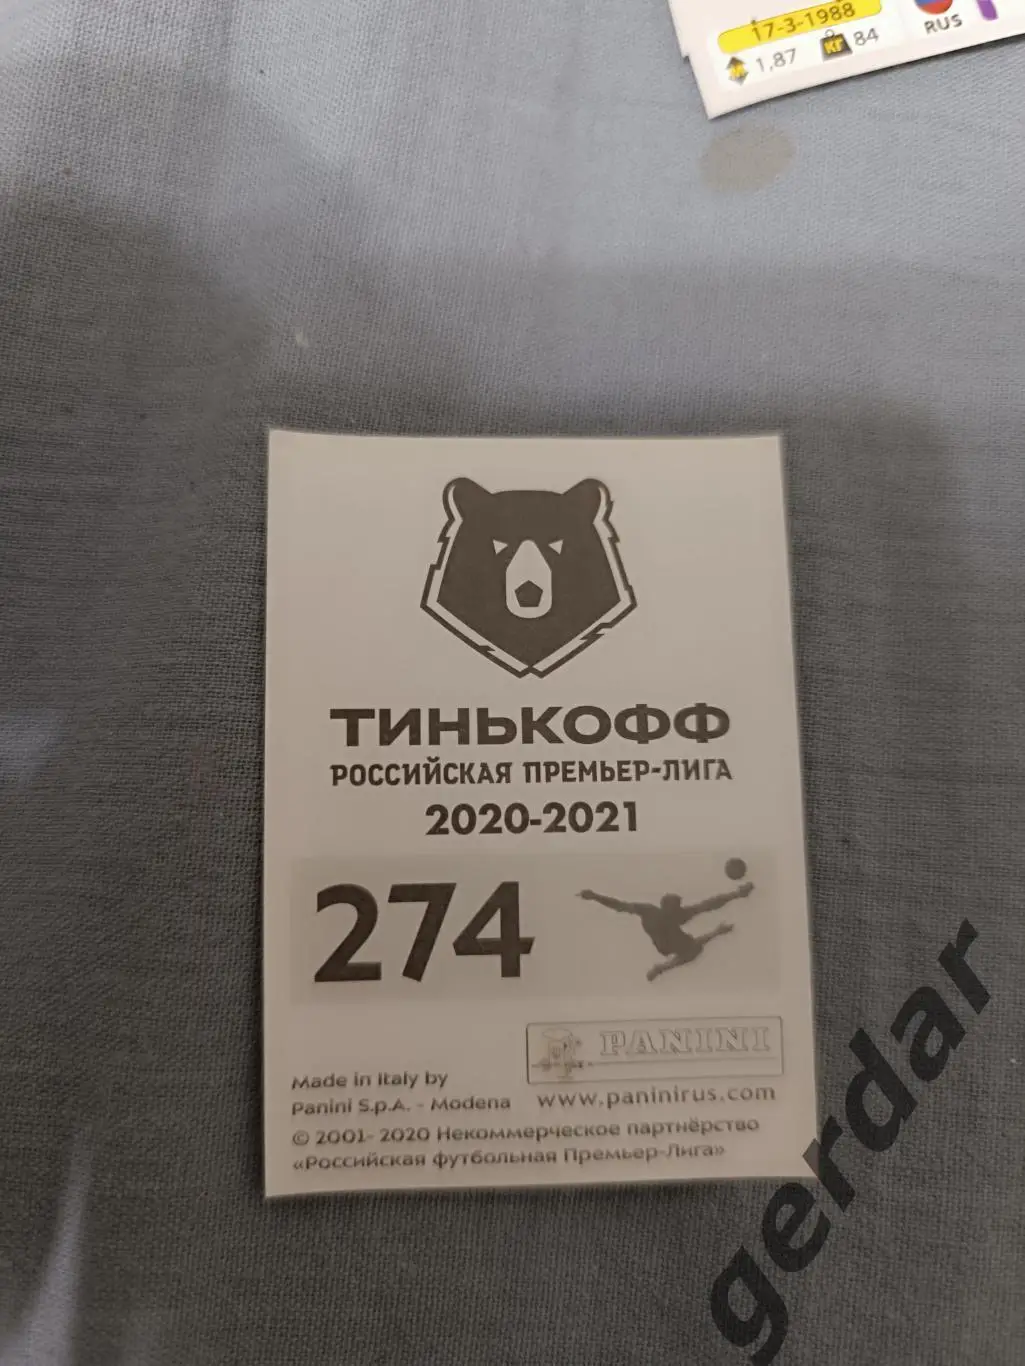 17-3-1988
1,87
КГ 84
RUS
ТИНЬКОФФ
РОССИЙСКАЯ ПРЕМЬЕР-ЛИГА
2020-2021
274
PANINI
Made in Italy by
Panini S.p.A. - Modena
www.paninirus.com
© 2001- 2020 Некоммерческое партнёрство
«Российская футбольная Премьер-Лига»
gerdar